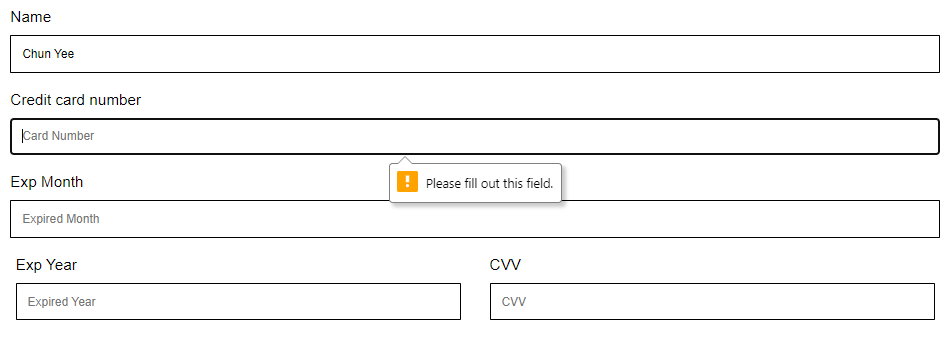 Name
Chun Yee
Credit card number
Card Number
Please fill out this field.
Exp Month
Expired Month
Exp Year
CVV
Expired Year
CVV